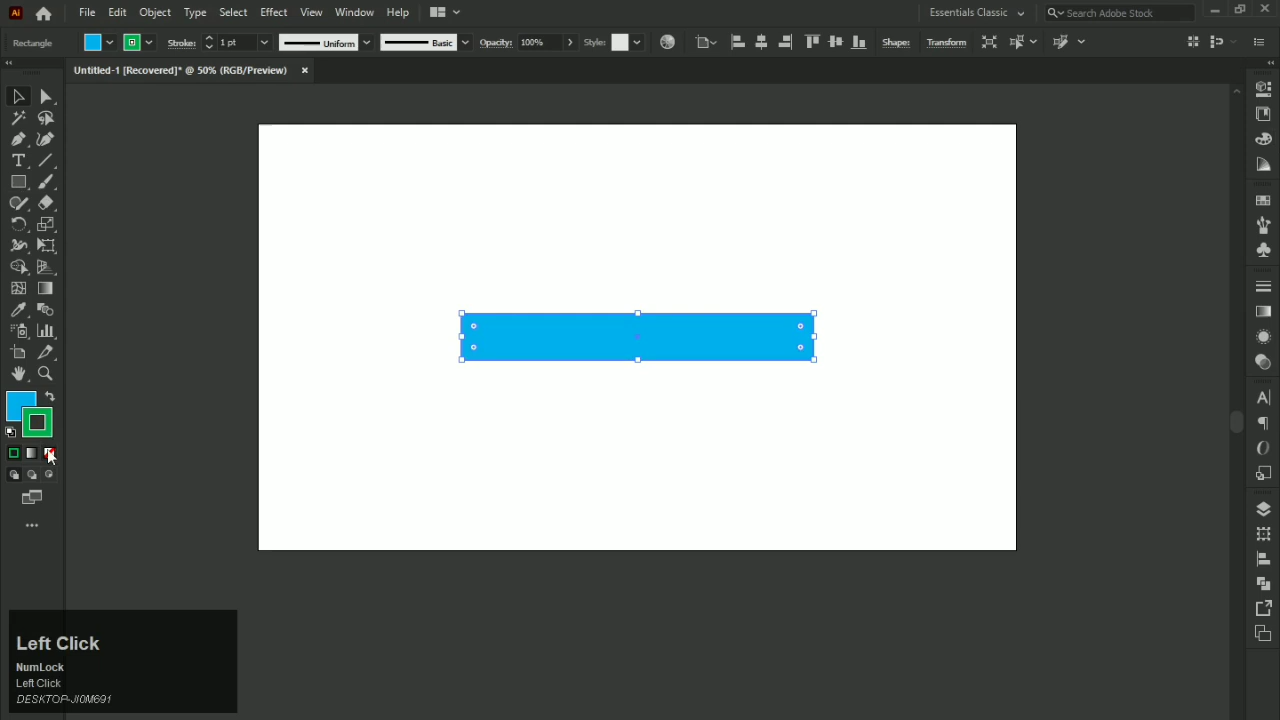 Ai File Edit Object Type Select Effect View Window Help Essentials Classic Search Adobe Stock
Rectangle Stroke: 1 pt Uniform Basic Opacity: 100% Style: Shape: Transform
Untitled-1 [Recovered]* @ 50% (RGB/Preview)
Left Click
NumLock
Left Click
DESKTOP-JI0M691